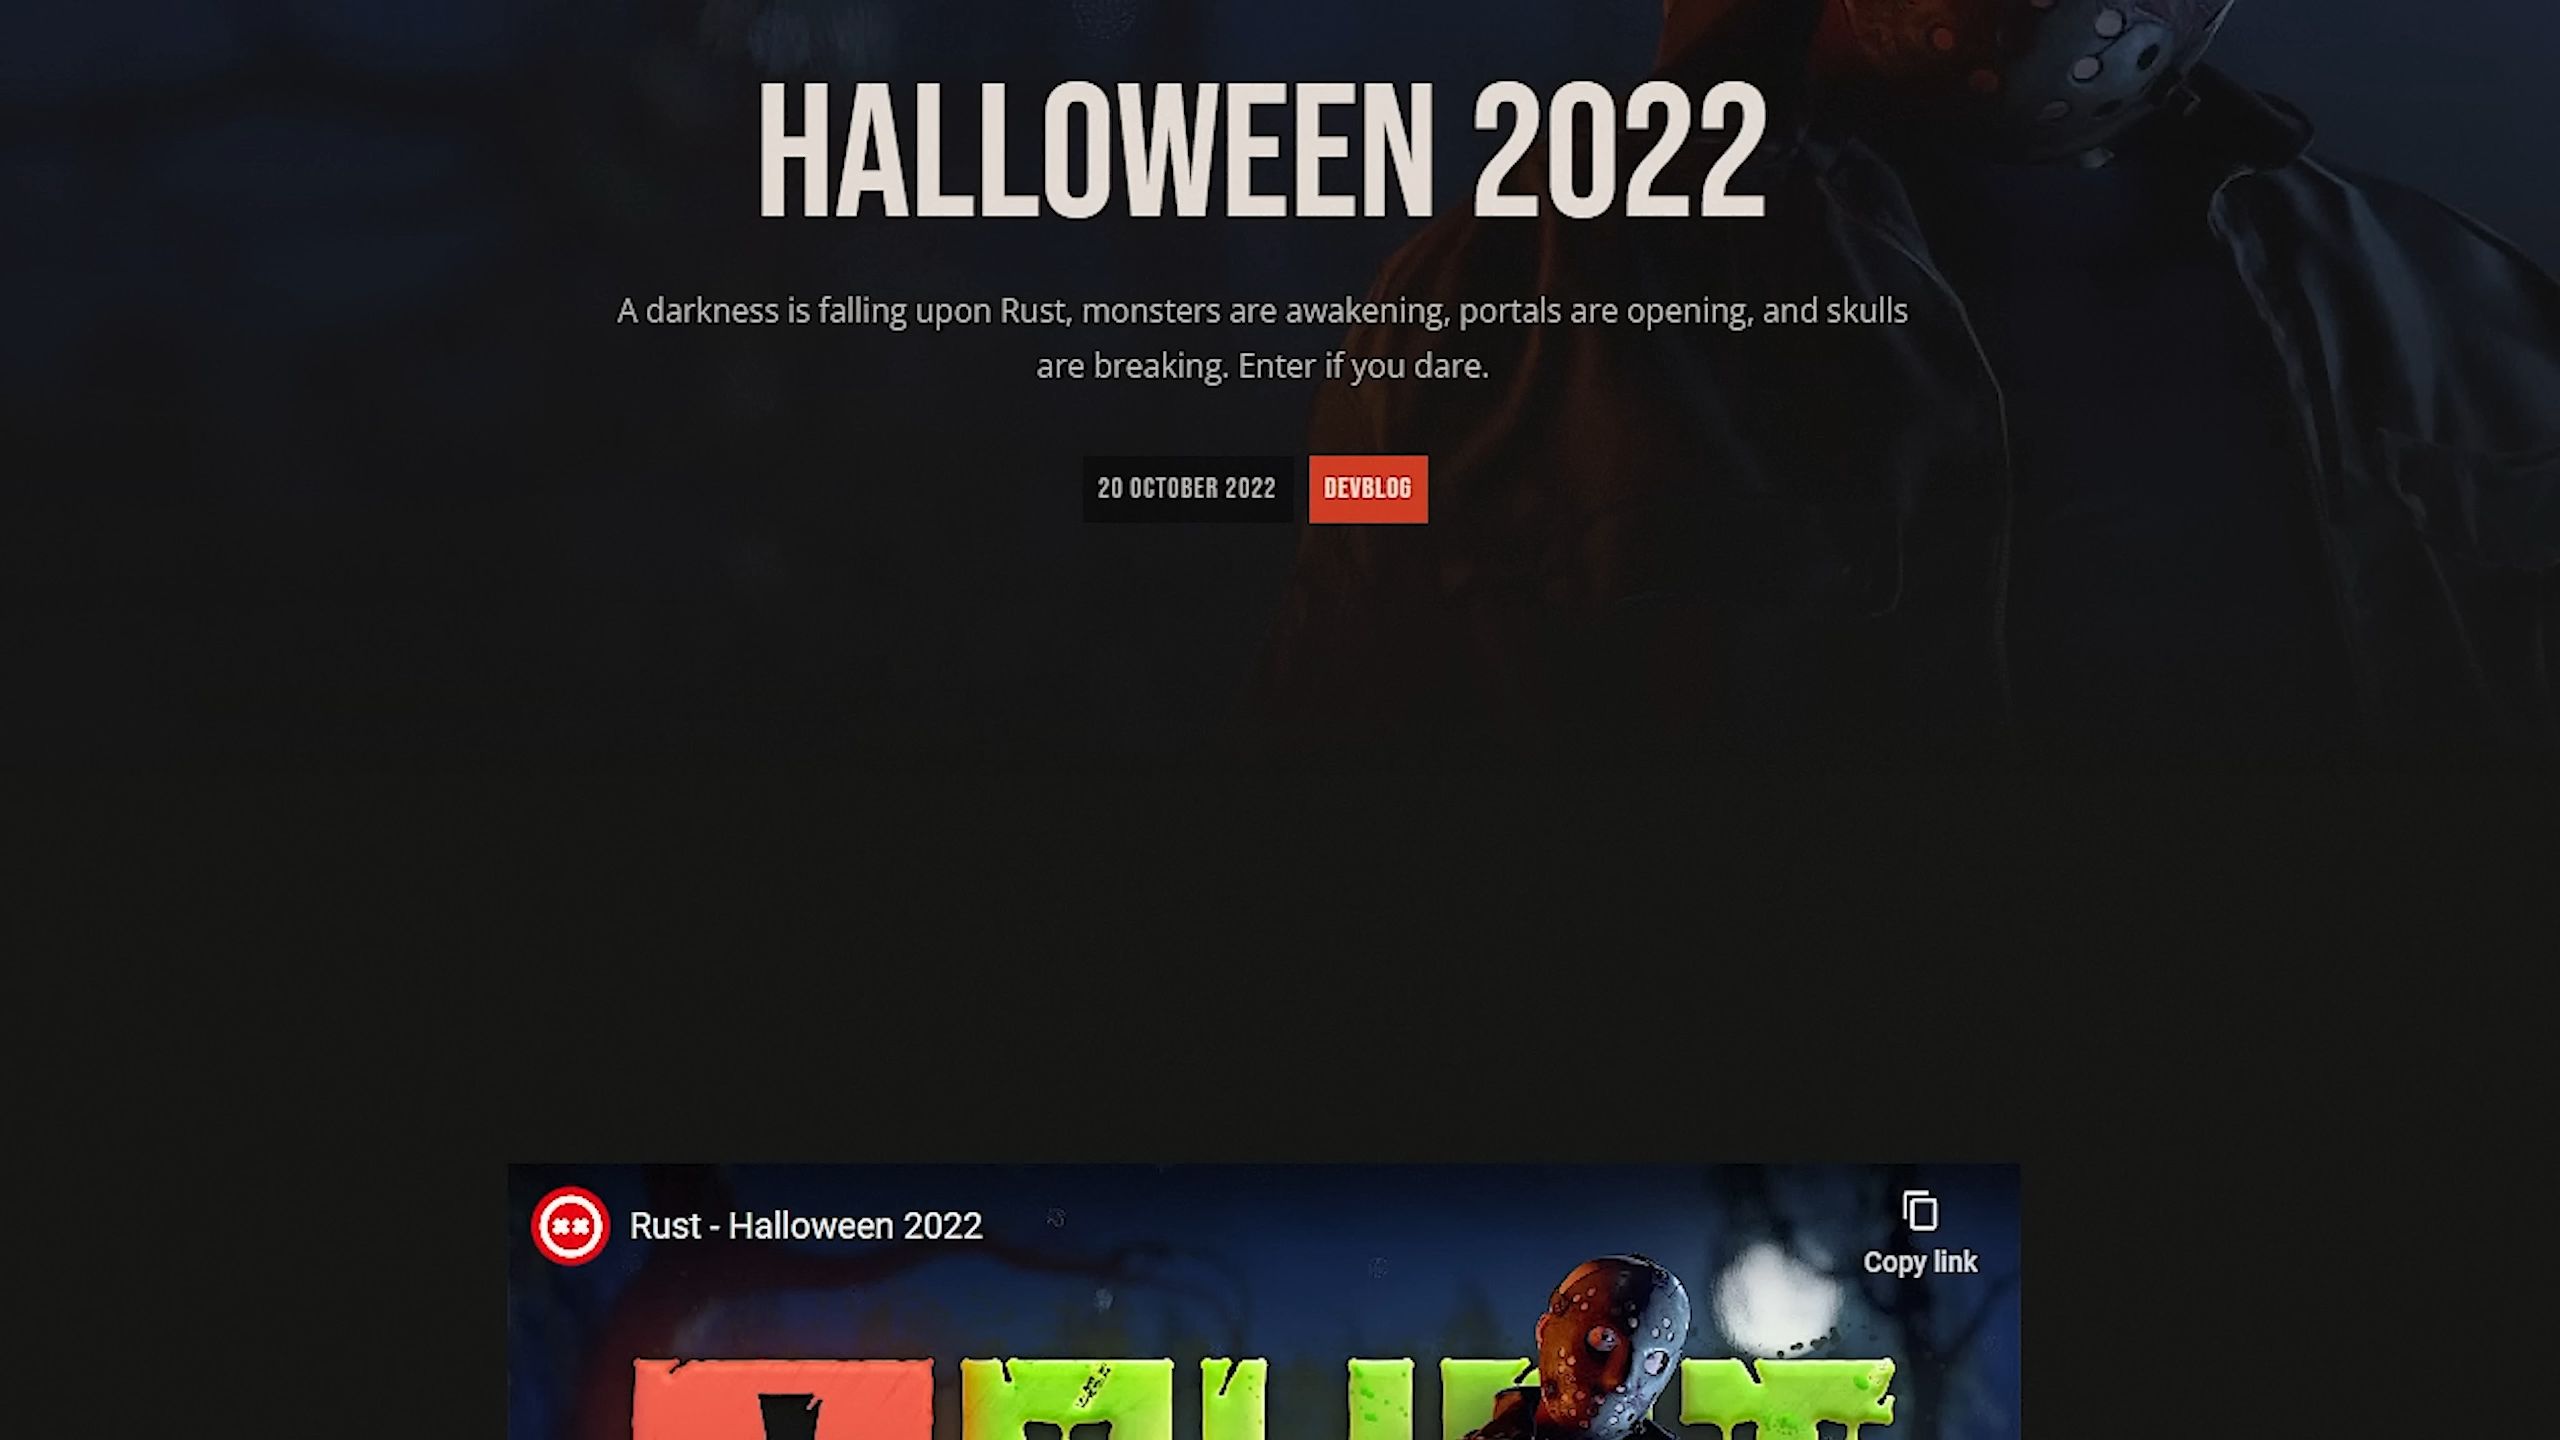 HALLOWEEN 2022
A darkness is falling upon Rust, monsters are awakening, portals are opening, and skulls
are breaking. Enter if you dare.
20 OCTOBER 2022 DEVBLOG
Rust - Halloween 2022
Copy link